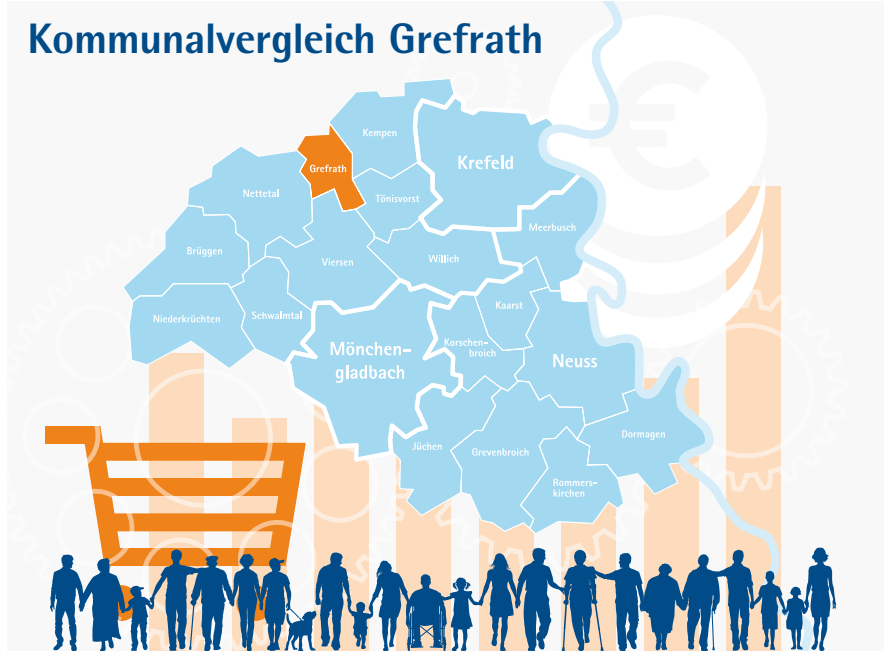 Kommunalvergleich Grefrath
Kempen
Krefeld
Grefrath
Nettetal
Tönisvorst
Meerbusch
Brüggen
Viersen
Willich
Kaarst
Niederkrüchten
Schwalmtal
Mönchen-
gladbach
Korschen-
broich
Neuss
Jüchen
Grevenbroich
Dormagen
Rommers-
kirchen
€